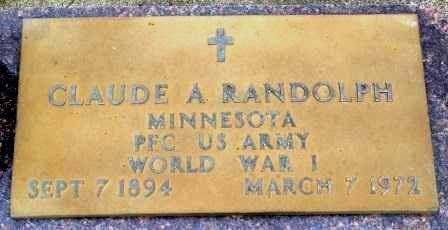 CLAUDE A RANDOLPH
MINNESOTA
PFC US ARMY
WORLD WAR I
SEPT 7 1894 MARCH 7 1972